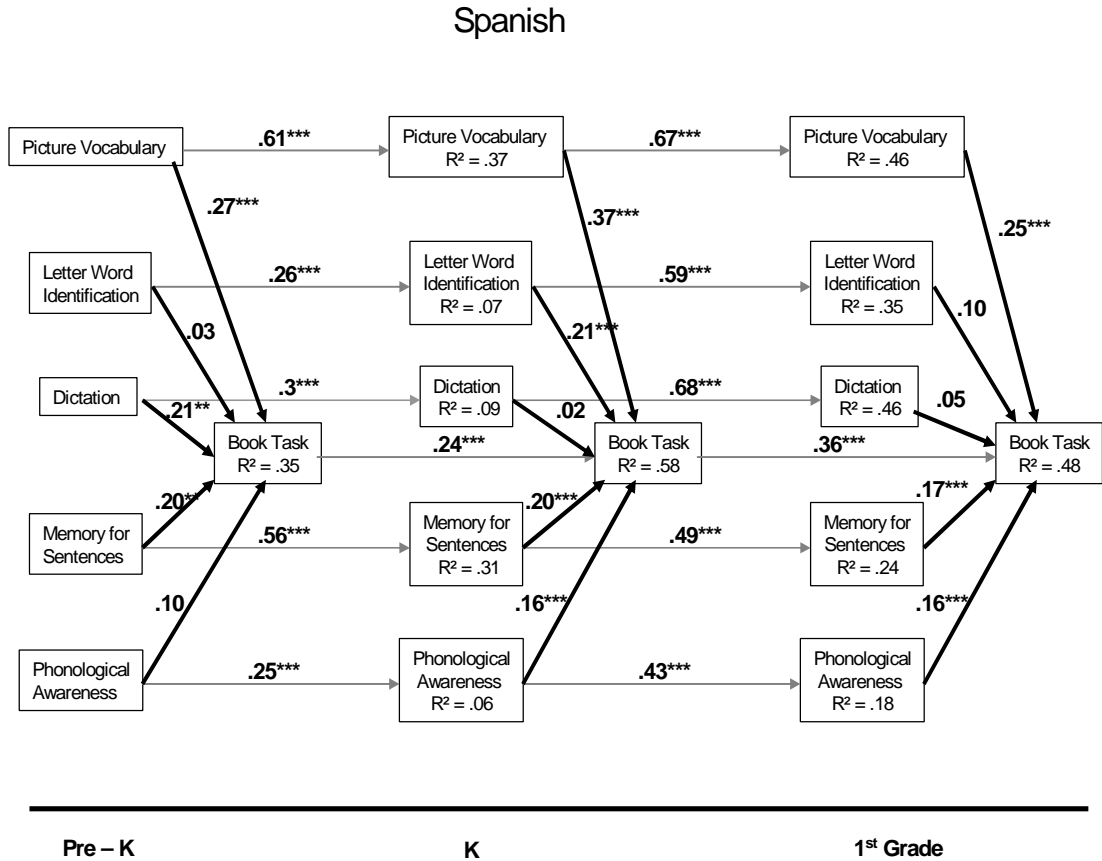 Spanish
Picture Vocabulary
.61***
Picture Vocabulary
R² = .37
.67***
Picture Vocabulary
R² = .46
.27***
.37***
.25***
Letter Word
Identification
.26***
Letter Word
Identification
R² = .07
.59***
Letter Word
Identification
R² = .35
.03
.21***
.10
Dictation
.3***
Dictation
R² = .09
.68***
Dictation
R² = .46
.21**
.02
.05
Book Task
R² = .35
.24***
Book Task
R² = .58
.36***
Book Task
R² = .48
.20**
.20***
.17***
Memory for
Sentences
.56***
Memory for
Sentences
R² = .31
.49***
Memory for
Sentences
R² = .24
.10
.16***
.16***
Phonological
Awareness
.25***
Phonological
Awareness
R² = .06
.43***
Phonological
Awareness
R² = .18
Pre – K
K
1st Grade